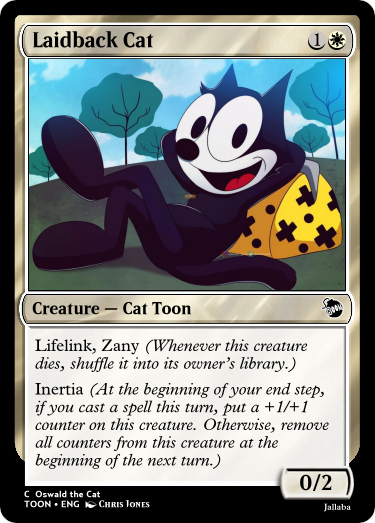 Laidback Cat 1
Creature — Cat Toon
Lifelink, Zany (Whenever this creature
dies, shuffle it into its owner's library.)
Inertia (At the beginning of your end step,
if you cast a spell this turn, put a +1/+1
counter on this creature. Otherwise, remove
all counters from this creature at the
beginning of the next turn.)
0/2
C Oswald the Cat
TOON • ENG Chris Jones
Jallaba